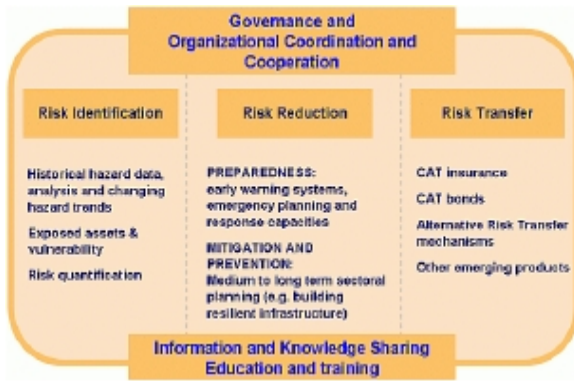 Governance and
Organizational Coordination and
Cooperation
Risk Identification
Historical hazard data,
analysis and changing
hazard trends
Exposed assets &
vulnerability
Risk quantification
Risk Reduction
PREPAREDNESS:
early warning systems,
emergency planning and
response capacities
MITIGATION AND
PREVENTION:
Medium to long term sectoral
planning (e.g. building
resilient infrastructure)
Risk Transfer
CAT insurance
CAT bonds
Alternative Risk Transfer
mechanisms
Other emerging products
Information and Knowledge Sharing
Education and training